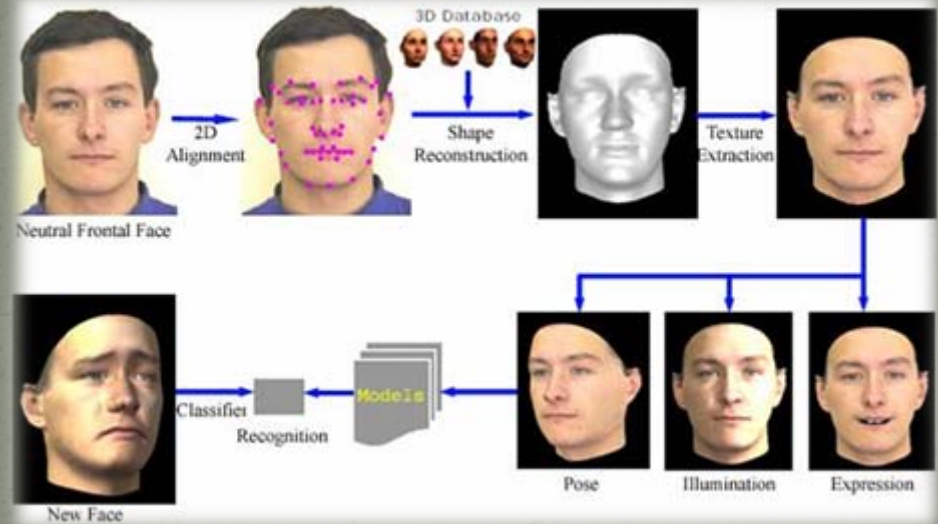 3D Database
2D
Alignment
Shape
Reconstruction
Texture
Extraction
Neutral Frontal Face
Models
Classifier
Recognition
Pose
Illumination
Expression
New Face